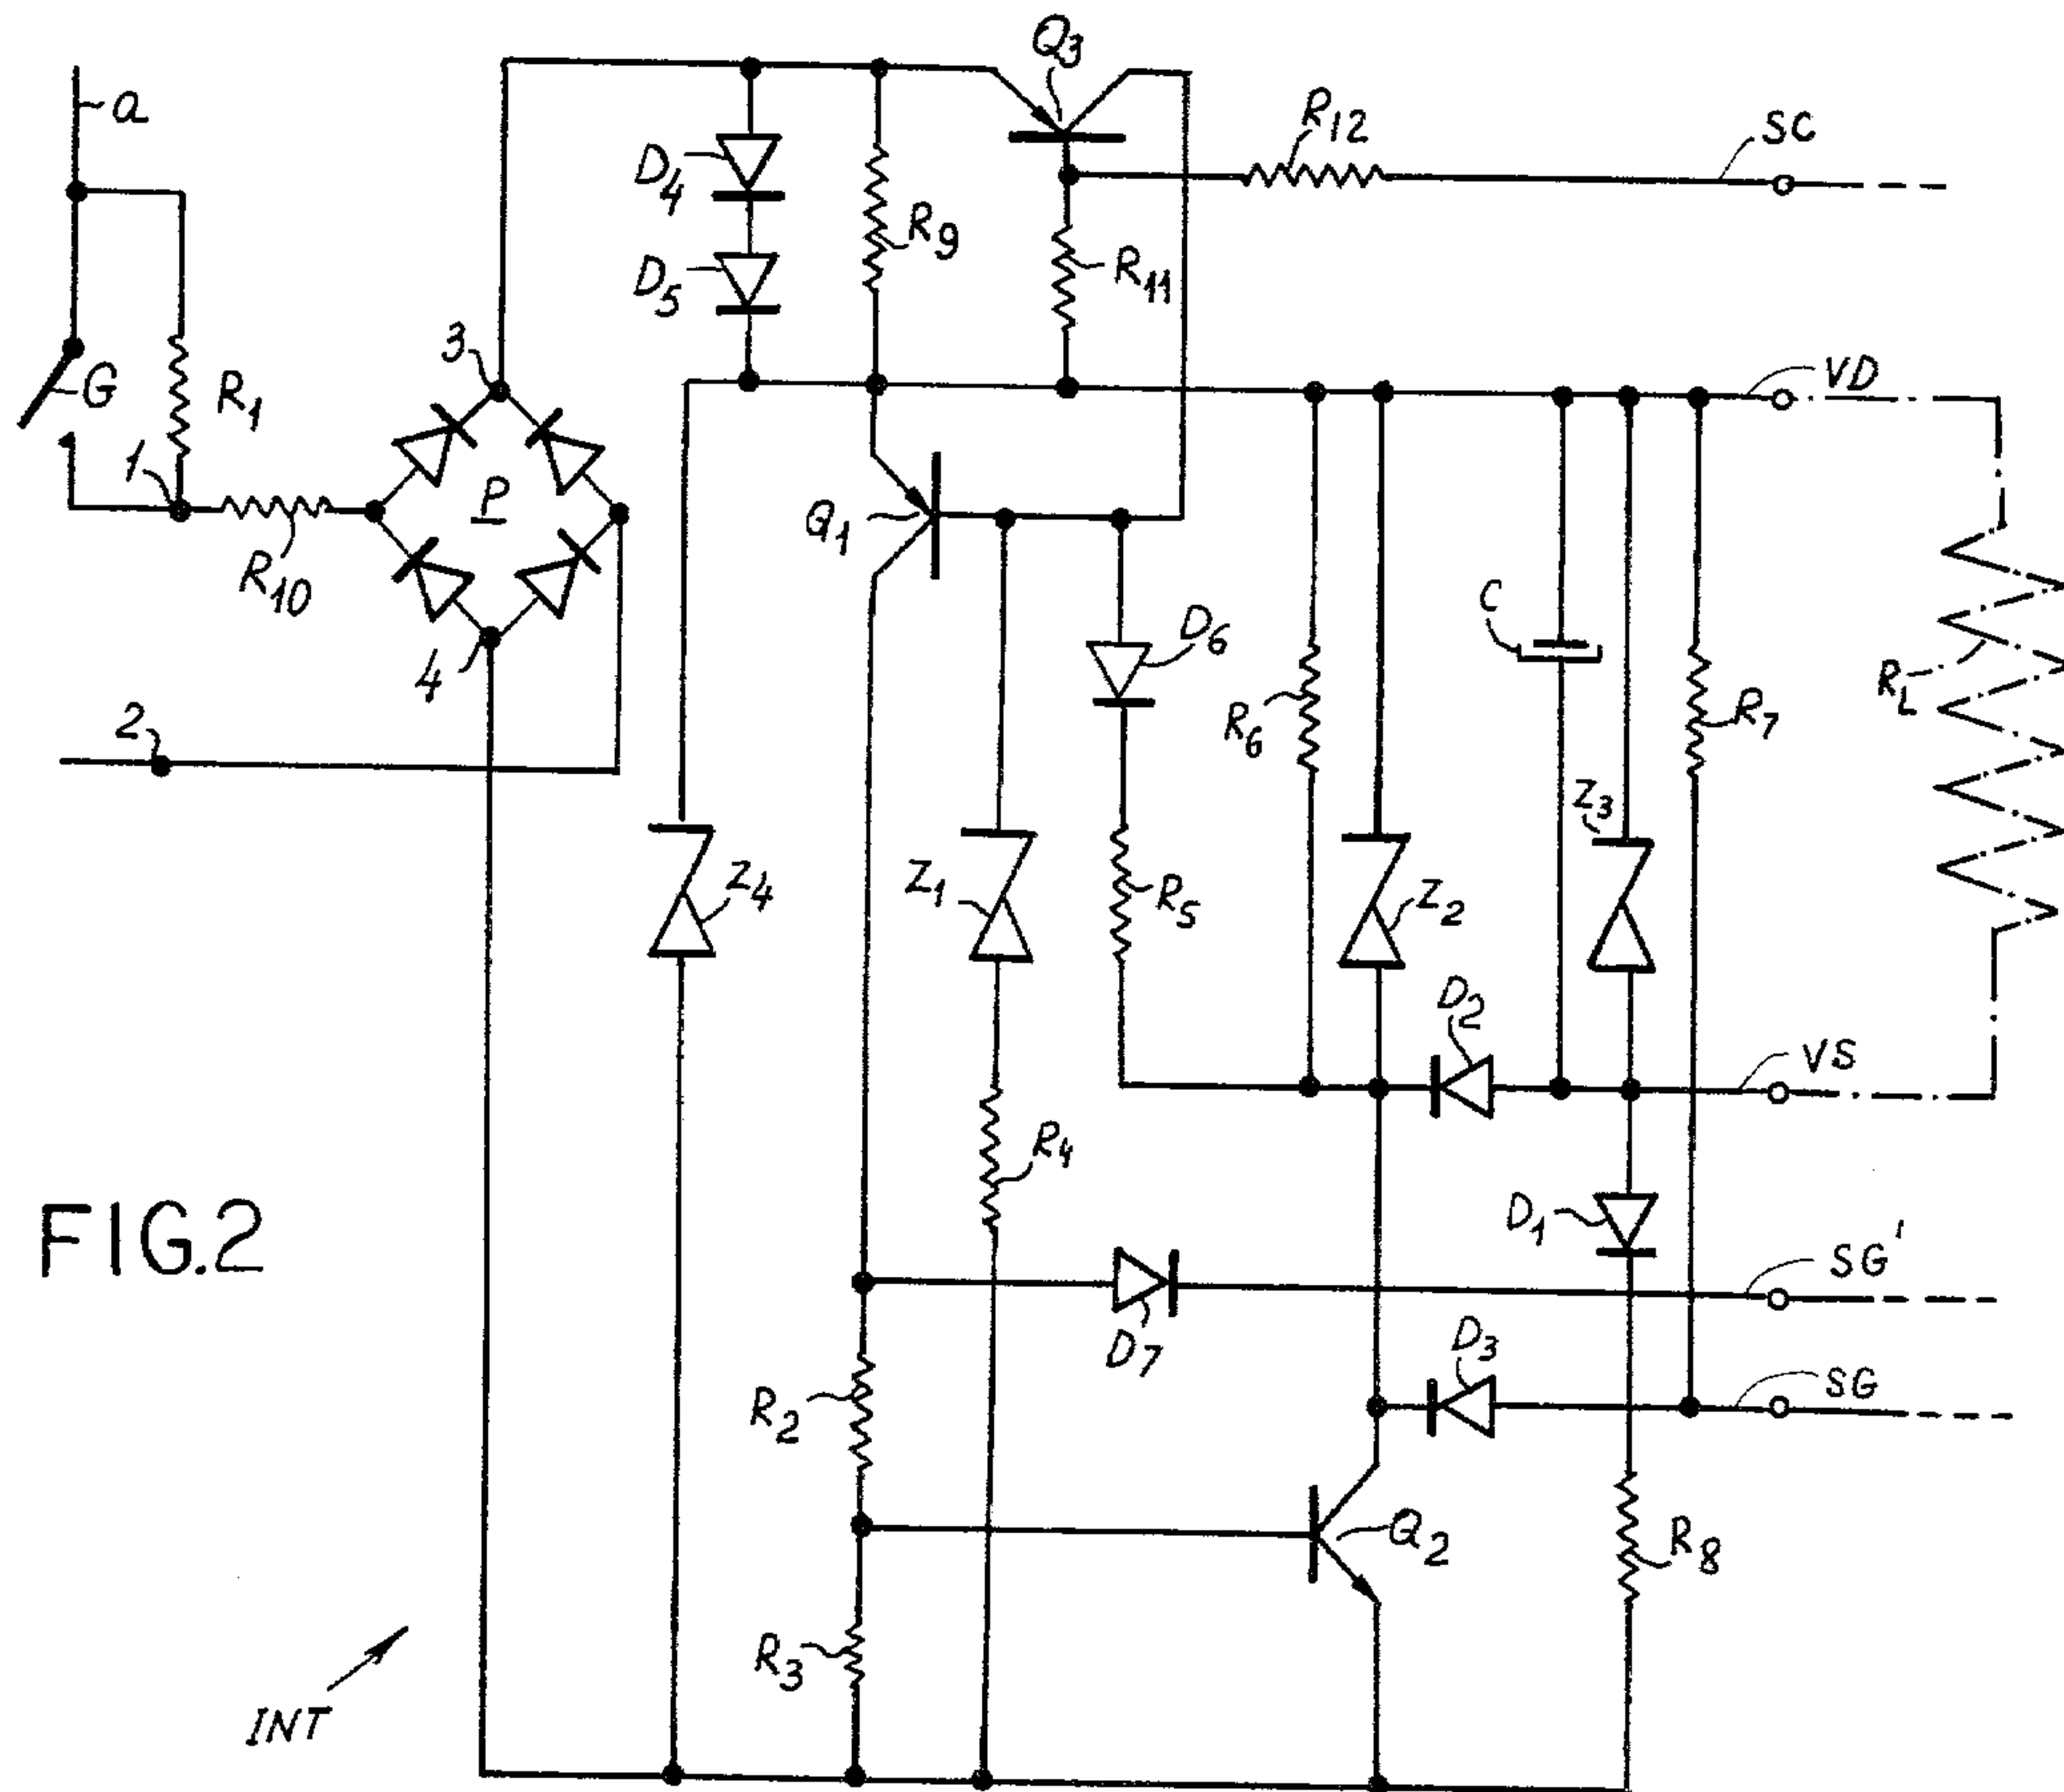 Q3
a
R12
SC
D4
R9
D5
R11
3
G
R1
VD
1
P
Q1
R10
C
D6
4
RL
R6
R7
2
Z3
Z4
Z1
R5
Z2
D2
VS
R4
FIG.2
D1
SG'
D7
D3
SG
R2
Q2
R8
R3
INT